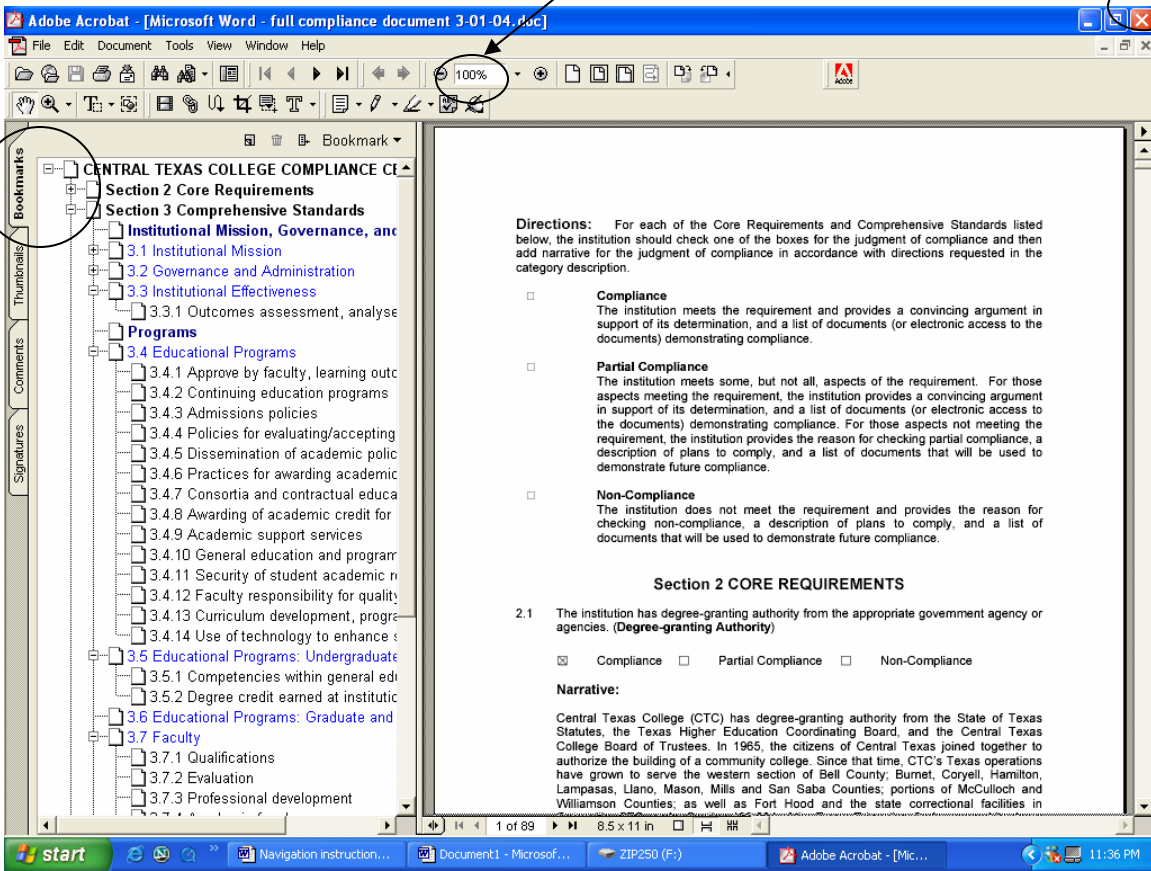 Adobe Acrobat - [Microsoft Word - full compliance document 3-01-04.doc]
File Edit Document Tools View Window Help
100%
Adobe
Bookmark
Bookmarks
Thumbnails
Comments
Signatures
CENTRAL TEXAS COLLEGE COMPLIANCE CE
Section 2 Core Requirements
Section 3 Comprehensive Standards
Institutional Mission, Governance, and
3.1 Institutional Mission
3.2 Governance and Administration
3.3 Institutional Effectiveness
3.3.1 Outcomes assessment, analyse
Programs
3.4 Educational Programs
3.4.1 Approve by faculty, learning outc
3.4.2 Continuing education programs
3.4.3 Admissions policies
3.4.4 Policies for evaluating/accepting
3.4.5 Dissemination of academic polic
3.4.6 Practices for awarding academic
3.4.7 Consortia and contractual educa
3.4.8 Awarding of academic credit for
3.4.9 Academic support services
3.4.10 General education and program
3.4.11 Security of student academic r
3.4.12 Faculty responsibility for quality
3.4.13 Curriculum development, progra
3.4.14 Use of technology to enhance s
3.5 Educational Programs: Undergraduate
3.5.1 Competencies within general edu
3.5.2 Degree credit earned at institutio
3.6 Educational Programs: Graduate and
3.7 Faculty
3.7.1 Qualifications
3.7.2 Evaluation
3.7.3 Professional development
Directions: For each of the Core Requirements and Comprehensive Standards listed
below, the institution should check one of the boxes for the judgment of compliance and then
add narrative for the judgment of compliance in accordance with directions requested in the
category description.
Compliance
The institution meets the requirement and provides a convincing argument in
support of its determination, and a list of documents (or electronic access to the
documents) demonstrating compliance.
Partial Compliance
The institution meets some, but not all, aspects of the requirement. For those
aspects meeting the requirement, the institution provides a convincing argument
in support of its determination, and a list of documents (or electronic access to
the documents) demonstrating compliance. For those aspects not meeting the
requirement, the institution provides the reason for checking partial compliance, a
description of plans to comply, and a list of documents that will be used to
demonstrate future compliance.
Non-Compliance
The institution does not meet the requirement and provides the reason for
checking non-compliance, a description of plans to comply, and a list of
documents that will be used to demonstrate future compliance.
Section 2 CORE REQUIREMENTS
2.1 The institution has degree-granting authority from the appropriate government agency or
agencies. (Degree-granting Authority)
☒ Compliance ☐ Partial Compliance ☐ Non-Compliance
Narrative:
Central Texas College (CTC) has degree-granting authority from the State of Texas
Statutes, the Texas Higher Education Coordinating Board, and the Central Texas
College Board of Trustees. In 1965, the citizens of Central Texas joined together to
authorize the building of a community college. Since that time, CTC's Texas operations
have grown to serve the western section of Bell County; Burnet, Coryell, Hamilton,
Lampasas, Llano, Mason, Mills and San Saba Counties; portions of McCulloch and
Williamson Counties; as well as Fort Hood and the state correctional facilities in
1 of 89 8.5 x 11 in
start
Navigation instruction...
Document1 - Microsof...
ZIP250 (F:)
Adobe Acrobat - [Mic...
11:36 PM